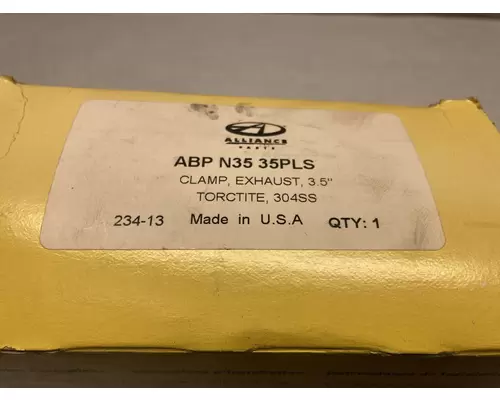 ALLIANCE
PARTS
ABP N35 35PLS
CLAMP, EXHAUST, 3.5"
TORCTITE, 304SS
234-13 Made in U.S.A QTY: 1